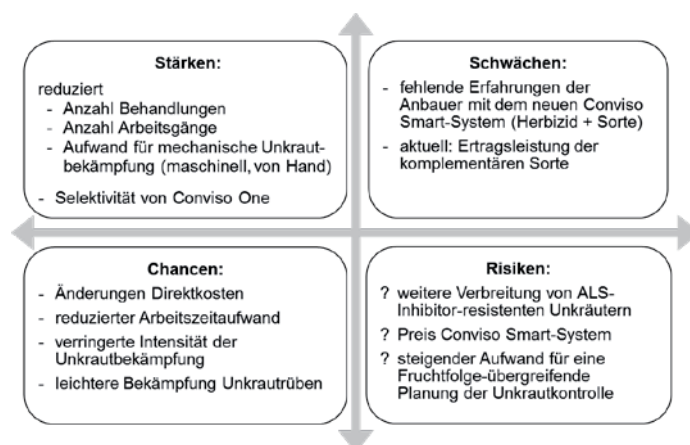 Stärken:
reduziert
- Anzahl Behandlungen
- Anzahl Arbeitsgänge
- Aufwand für mechanische Unkraut-
bekämpfung (maschinell, von Hand)
- Selektivität von Conviso One
Schwächen:
- fehlende Erfahrungen der
Anbauer mit dem neuen Conviso
Smart-System (Herbizid + Sorte)
- aktuell: Ertragsleistung der
komplementären Sorte
Chancen:
- Änderungen Direktkosten
- reduzierter Arbeitszeitaufwand
- verringerte Intensität der
Unkrautbekämpfung
- leichtere Bekämpfung Unkrautrüben
Risiken:
? weitere Verbreitung von ALS-
Inhibitor-resistenten Unkräutern
? Preis Conviso Smart-System
? steigender Aufwand für eine
Fruchtfolge-übergreifende
Planung der Unkrautkontrolle